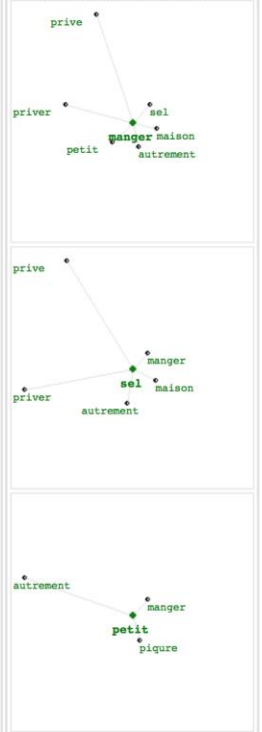 prive
priver
sel
manger
maison
petit
autrement
prive
manger
sel
maison
priver
autrement
autrement
manger
petit
piqure